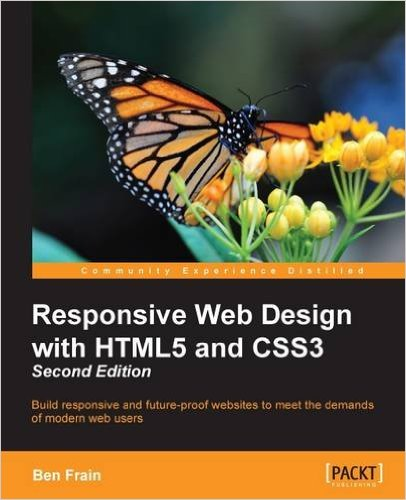 Community Experience Distilled
Responsive Web Design
with HTML5 and CSS3
Second Edition
Build responsive and future-proof websites to meet the demands
of modern web users
Ben Frain
[PACKT]
PUBLISHING